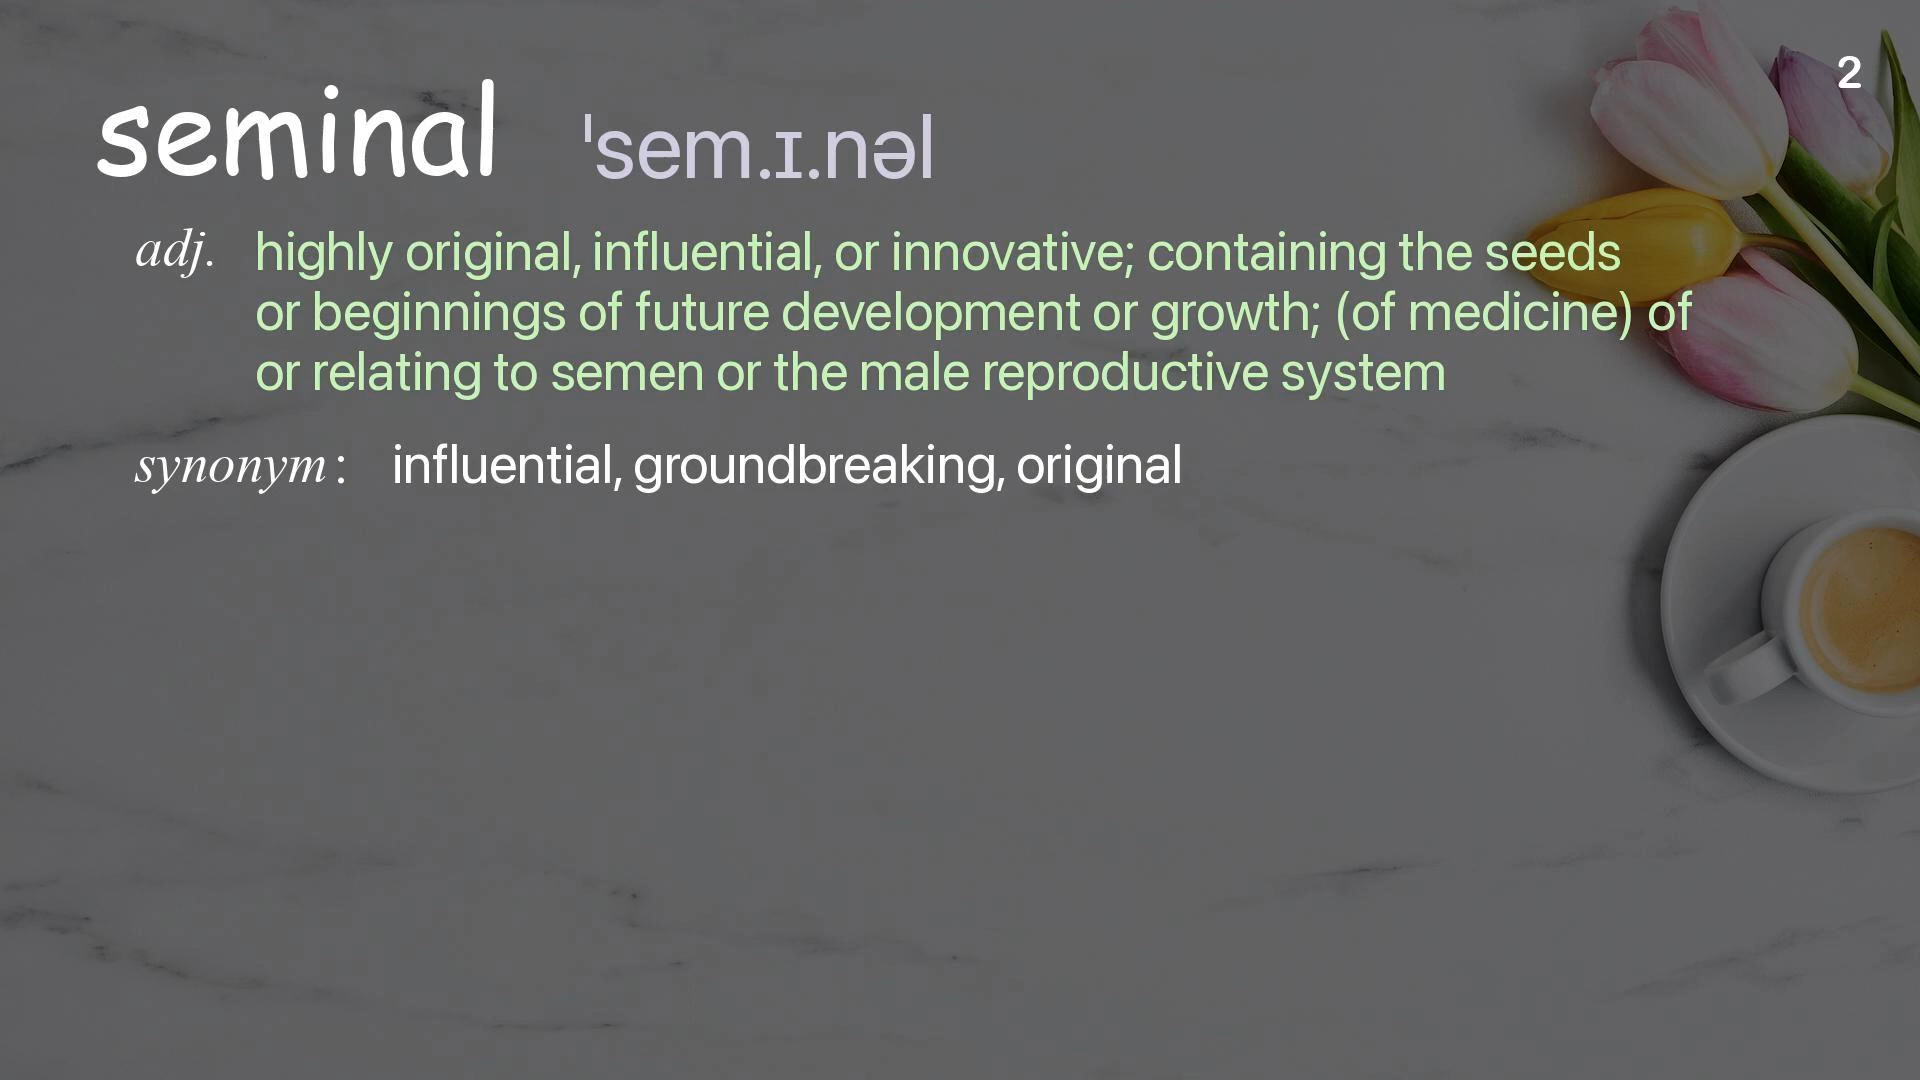 2
seminal ˈsem.ɪ.nəl
adj. highly original, influential, or innovative; containing the seeds
or beginnings of future development or growth; (of medicine) of
or relating to semen or the male reproductive system
synonym : influential, groundbreaking, original